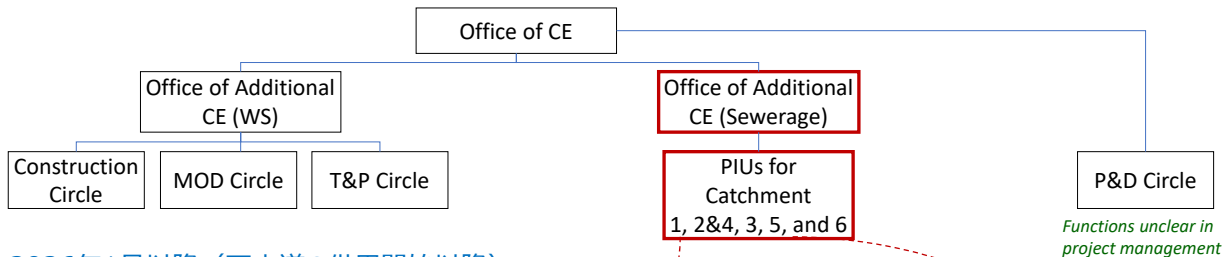 Office of CE
Office of Additional
CE (WS)
Office of Additional
CE (Sewerage)
Construction
Circle
MOD Circle
T&P Circle
PIUs for
Catchment
1, 2&4, 3, 5, and 6
P&D Circle
Functions unclear in
project management